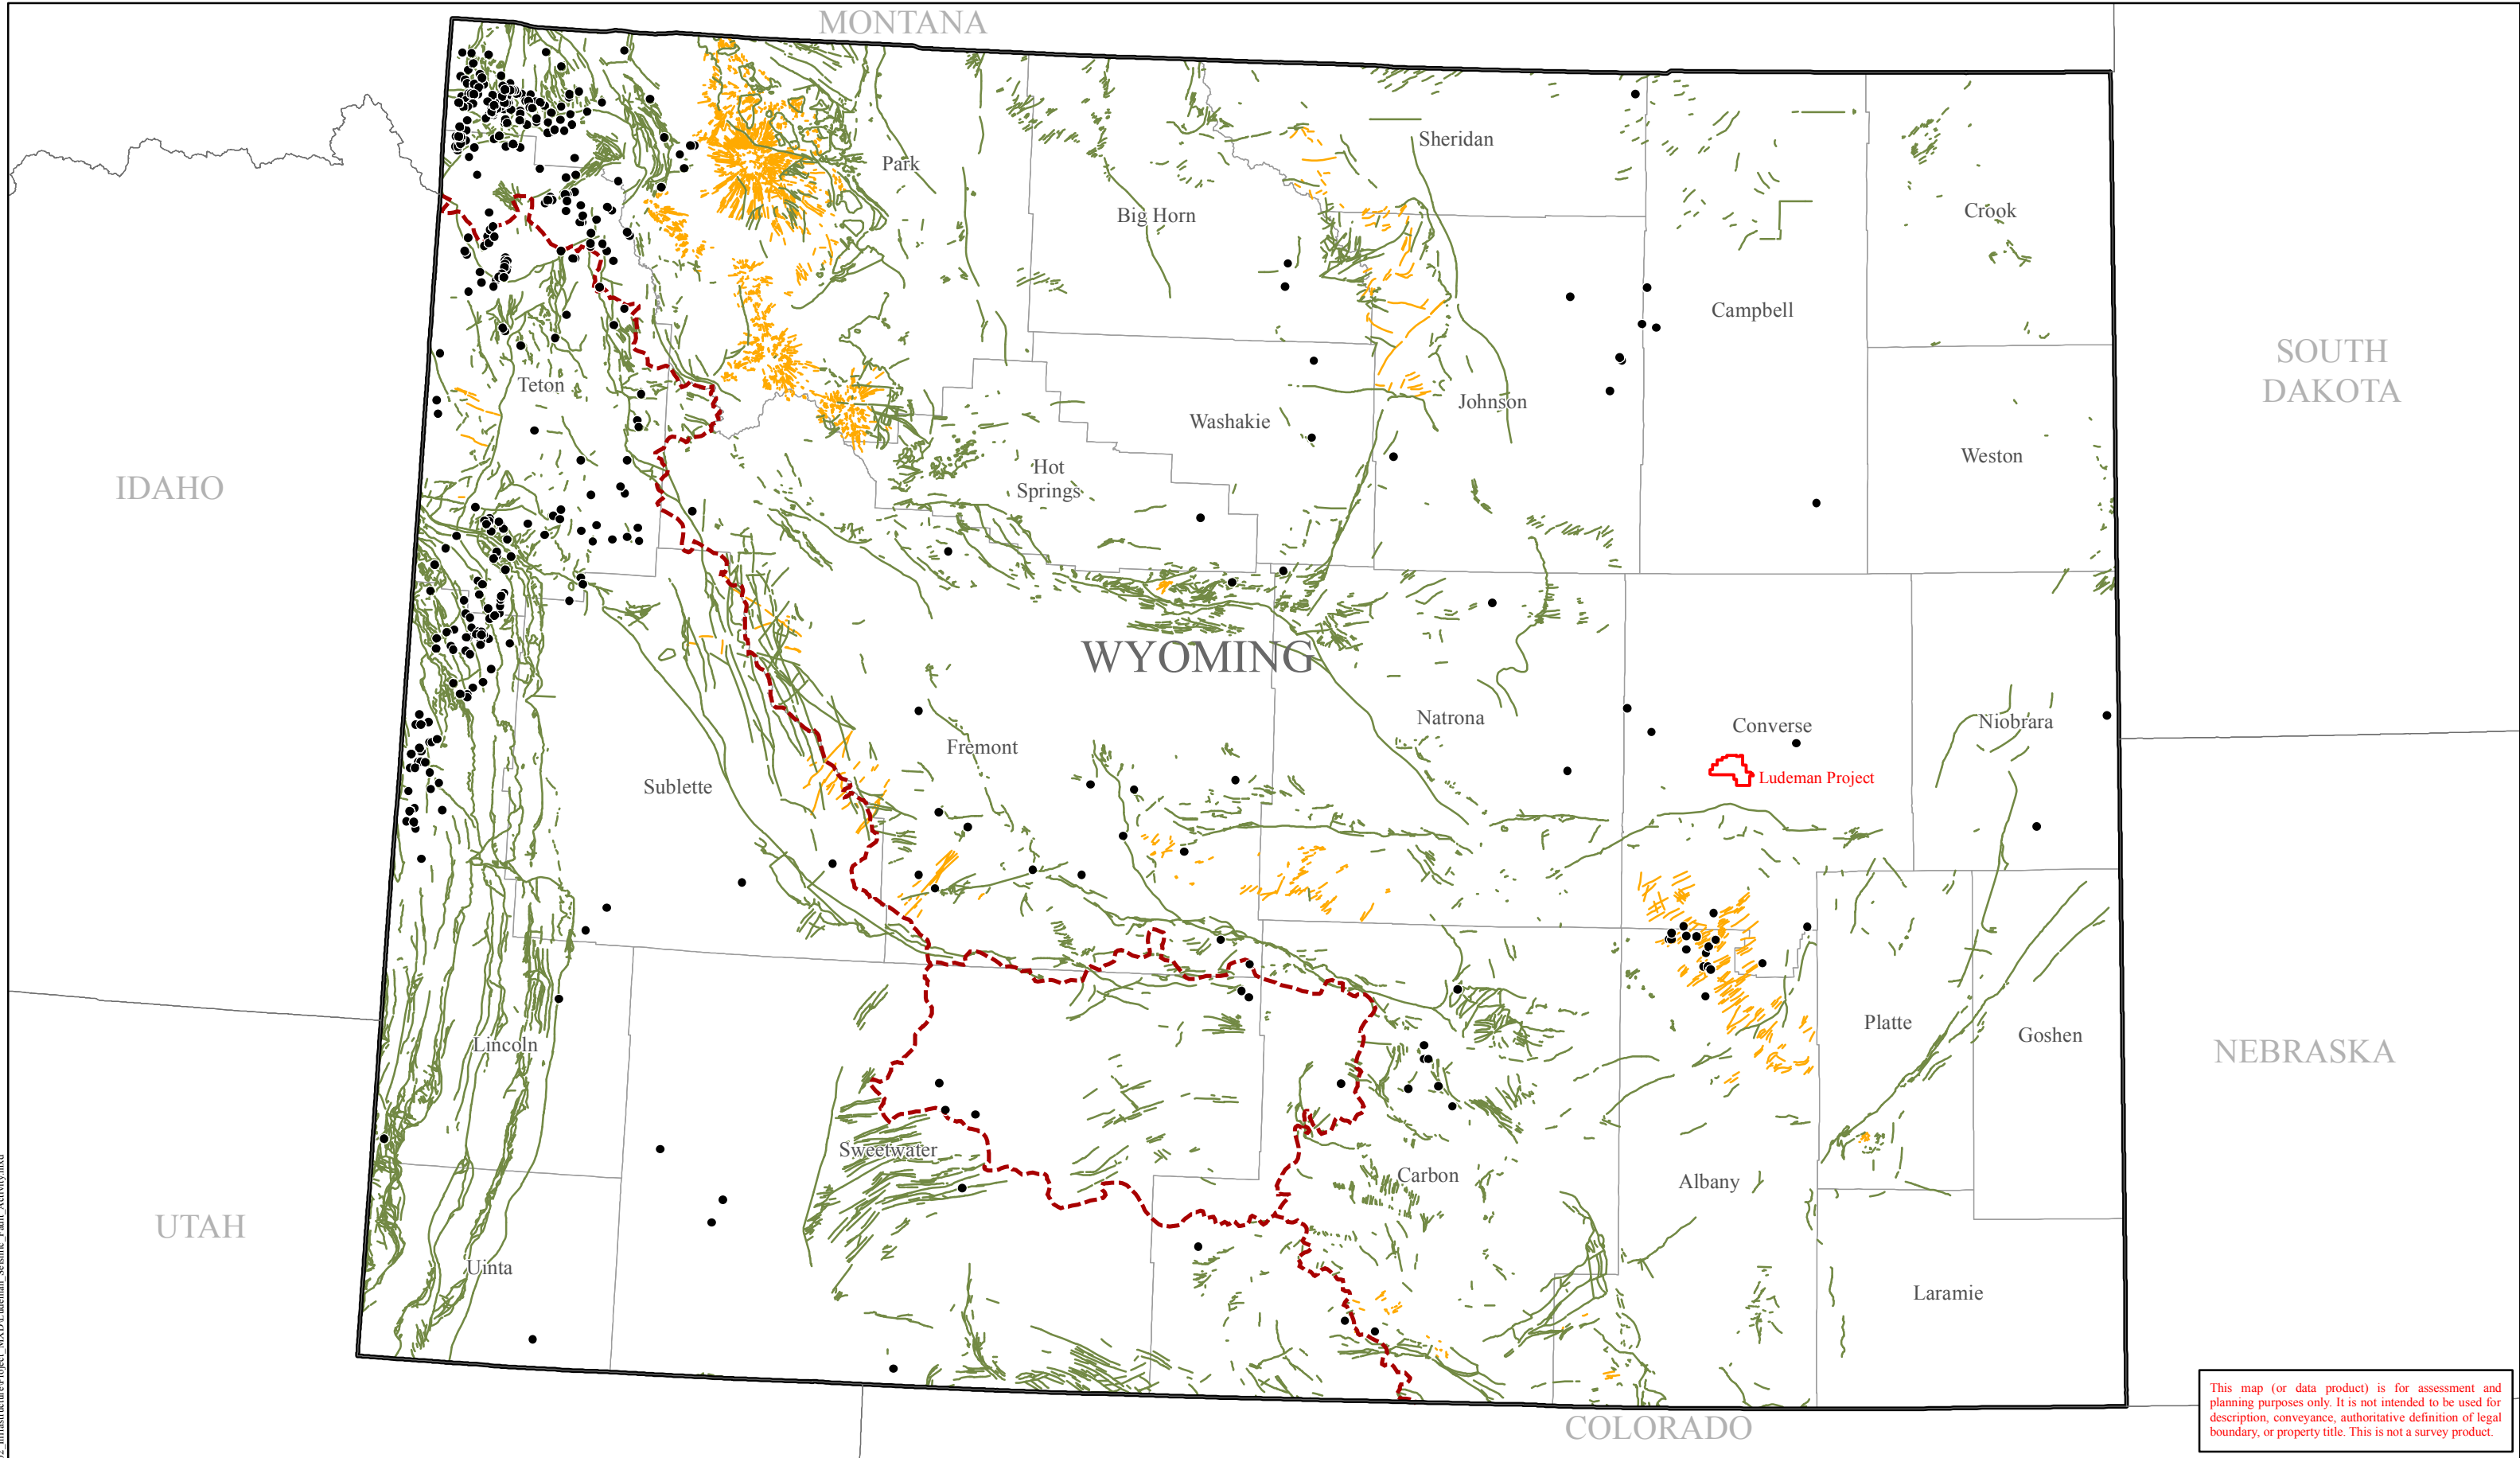 MONTANA
Sheridan
Park
Big Horn
Crook
Campbell
SOUTH
DAKOTA
Teton
Johnson
Washakie
Weston
Hot
Springs
IDAHO
WYOMING
Natrona
Converse
Niobrara
Fremont
Ludeman Project
Sublette
Platte
Goshen
Lincoln
NEBRASKA
Sweetwater
Carbon
Albany
UTAH
Uinta
Laramie
This map (or data product) is for assessment and
planning purposes only. It is not intended to be used for
description, conveyance, authoritative definition of legal
boundary, or property title. This is not a survey product.
COLORADO